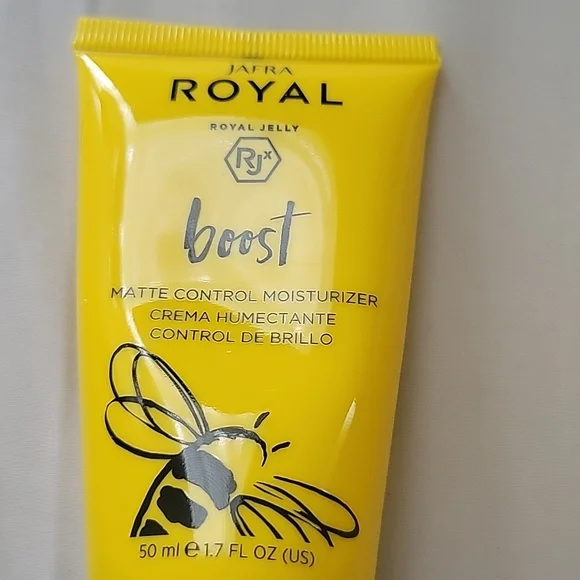 JAFRA
ROYAL
ROYAL JELLY
RJx
boost
MATTE CONTROL MOISTURIZER
CREMA HUMECTANTE
CONTROL DE BRILLO
50 ml ℮ 1.7 FL OZ (US)